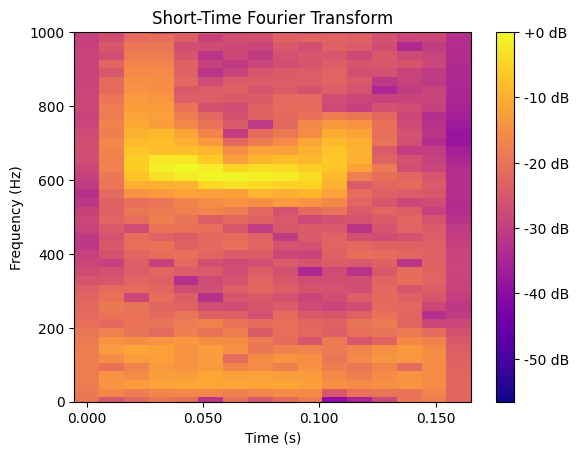 Short-Time Fourier Transform
Frequency (Hz)
1000
800
600
400
200
0
0.000
0.050
0.100
0.150
Time (s)
+0 dB
-10 dB
-20 dB
-30 dB
-40 dB
-50 dB